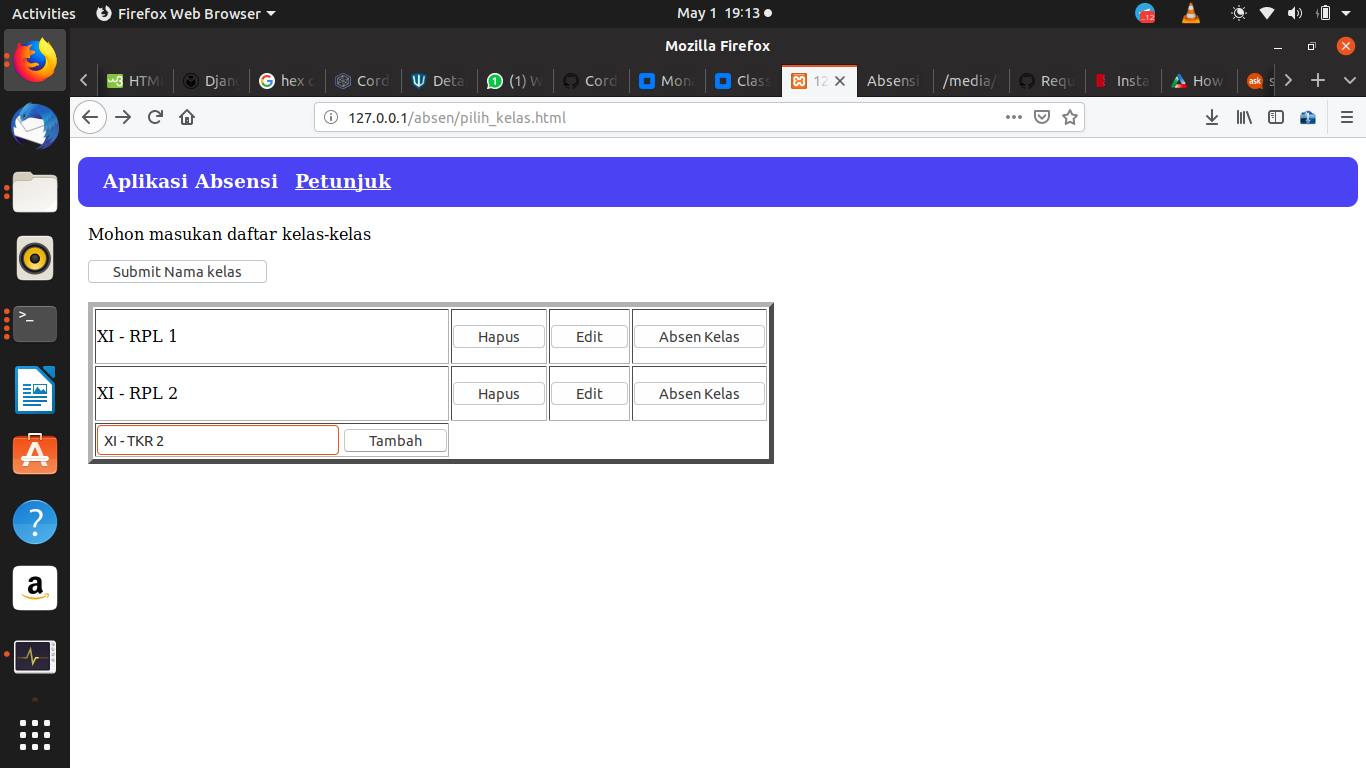 Activities Firefox Web Browser May 1 19:13
12
Mozilla Firefox
HTM Djan hex c Cord Deta (1) W Cord Mon Class 12 Absensi /media/ Requ Insta How ask s
127.0.0.1/absen/pilih_kelas.html
Aplikasi Absensi Petunjuk
Mohon masukan daftar kelas-kelas
Submit Nama kelas
XI - RPL 1 Hapus Edit Absen Kelas
XI - RPL 2 Hapus Edit Absen Kelas
XI - TKR 2 Tambah